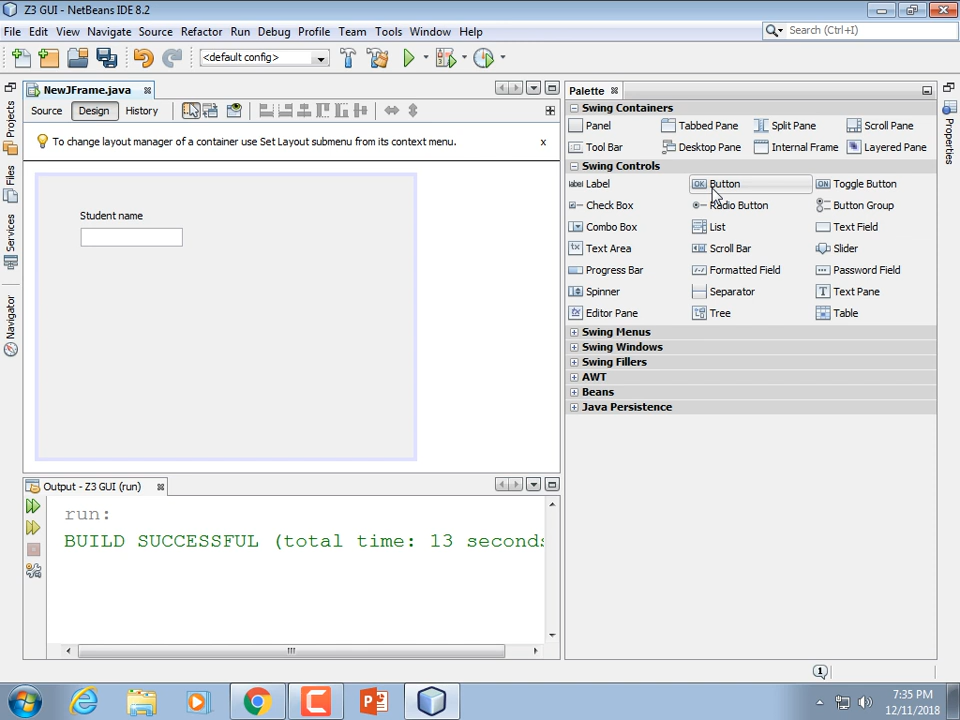 Z3 GUI - NetBeans IDE 8.2
File Edit View Navigate Source Refactor Run Debug Profile Team Tools Window Help
Search (Ctrl+I)
<default config>
NewJFrame.java
Source Design History
To change layout manager of a container use Set Layout submenu from its context menu.
x
Student name
Projects
Files
Services
Navigator
Palette
Swing Containers
Panel Tabbed Pane Split Pane Scroll Pane
Tool Bar Desktop Pane Internal Frame Layered Pane
Swing Controls
label Label OK Button ON Toggle Button
Check Box Radio Button Button Group
Combo Box List Text Field
Text Area Scroll Bar Slider
Progress Bar Formatted Field Password Field
Spinner Separator T Text Pane
Editor Pane Tree Table
Swing Menus
Swing Windows
Swing Fillers
AWT
Beans
Java Persistence
Properties
Output - Z3 GUI (run)
run:
BUILD SUCCESSFUL (total time: 13 seconds
1
7:35 PM
12/11/2018